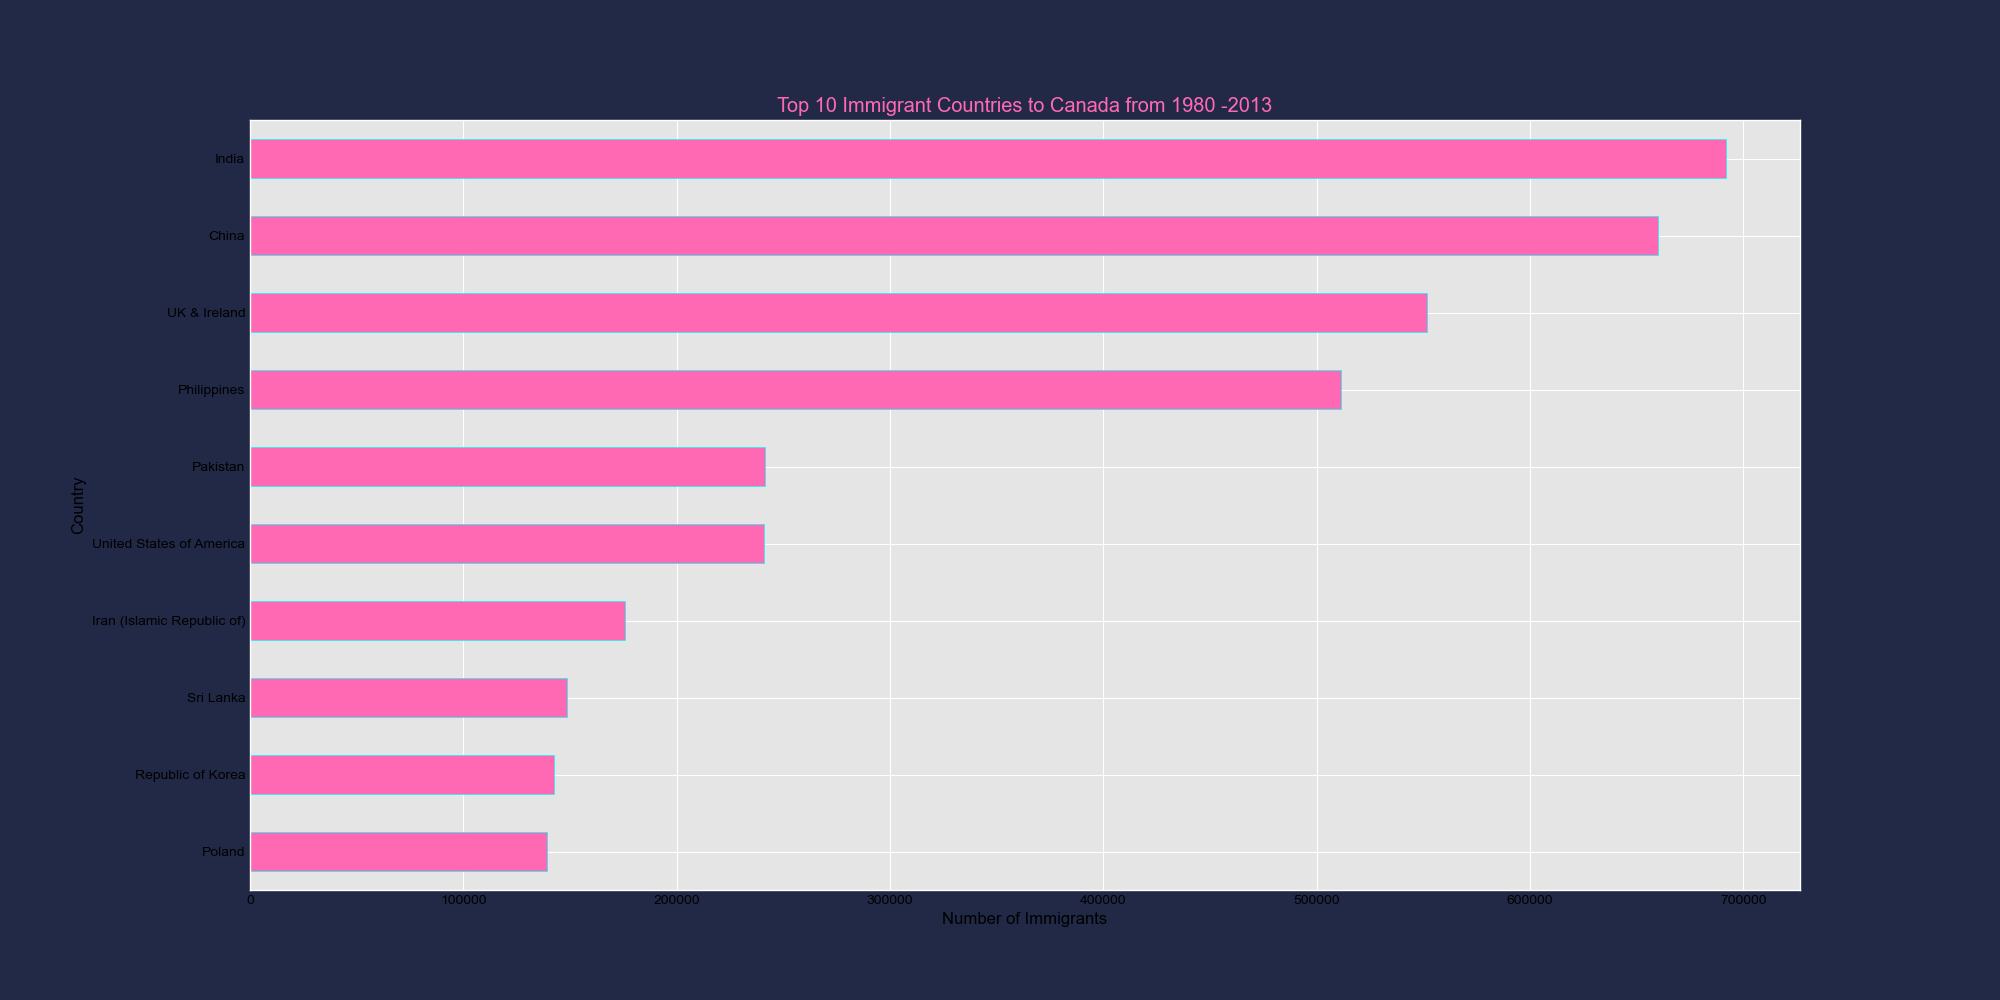 Top 10 Immigrant Countries to Canada from 1980 -2013
India
China
UK & Ireland
Philippines
Pakistan
United States of America
Iran (Islamic Republic of)
Sri Lanka
Republic of Korea
Poland
Country
0 100000 200000 300000 400000 500000 600000 700000
Number of Immigrants